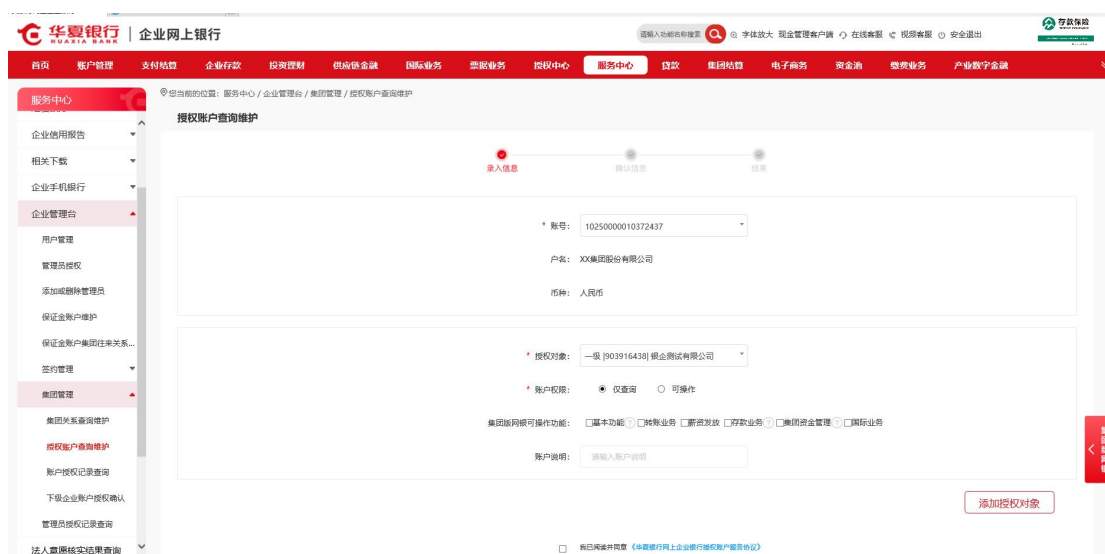 华夏银行 HUAXIA BANK 企业网上银行
请输入功能名称搜索 字体放大 现金管理客户端 在线客服 视频客服 安全退出
存款保险
首页 账户管理 支付结算 企业存款 投资理财 供应链金融 国际业务 票据业务 授权中心 服务中心 贷款 集团结算 电子商务 资金池 缴费业务 产业数字金融
服务中心
企业信用报告
相关下载
企业手机银行
企业管理台
用户管理
管理员授权
添加或删除管理员
保证金账户维护
保证金账户集团往来关系...
签约管理
集团管理
集团关系查询维护
授权账户查询维护
账户授权记录查询
下级企业账户授权确认
管理员授权记录查询
法人意愿核实结果查询
您当前的位置:服务中心 / 企业管理台 / 集团管理 / 授权账户查询维护
授权账户查询维护
录入信息 确认信息 结果
* 账号: 10250000010372437
户名: XX集团股份有限公司
币种: 人民币
* 授权对象: 一级 |903916438| 银企测试有限公司
* 账户权限: 仅查询 可操作
集团版网银可操作功能: 基本功能? 转账业务 薪资发放 存款业务? 集团资金管理? 国际业务
账户说明: 请输入账户说明
添加授权对象
我已阅读并同意《华夏银行网上企业银行授权账户服务协议》
集团版网银